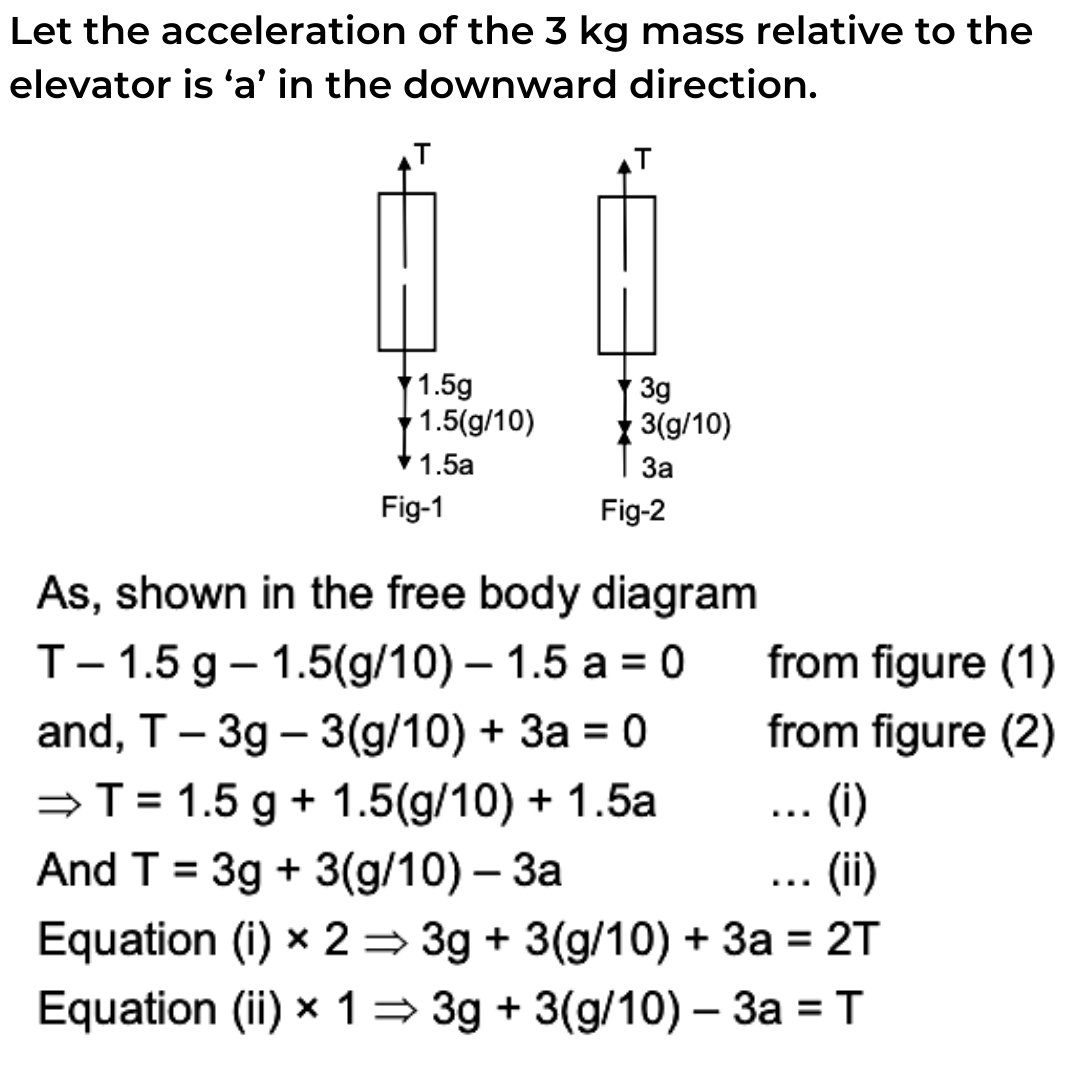 Let the acceleration of the 3 kg mass relative to the
elevator is ‘a’ in the downward direction.
T
T
1.5g
1.5(g/10)
1.5a
Fig-1
3g
3(g/10)
3a
Fig-2
As, shown in the free body diagram
T – 1.5 g – 1.5(g/10) – 1.5 a = 0 from figure (1)
and, T – 3g – 3(g/10) + 3a = 0 from figure (2)
⇒ T = 1.5 g + 1.5(g/10) + 1.5a ... (i)
And T = 3g + 3(g/10) – 3a ... (ii)
Equation (i) × 2 ⇒ 3g + 3(g/10) + 3a = 2T
Equation (ii) × 1 ⇒ 3g + 3(g/10) – 3a = T